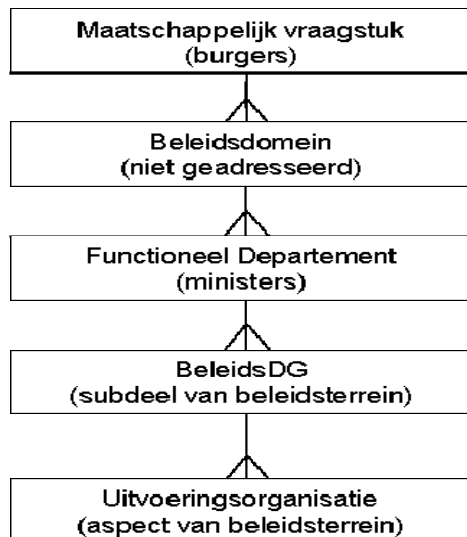 Maatschappelijk vraagstuk
(burgers)
Beleidsdomein
(niet geadresseerd)
Functioneel Departement
(ministers)
BeleidsDG
(subdeel van beleidsterrein)
Uitvoeringsorganisatie
(aspect van beleidsterrein)